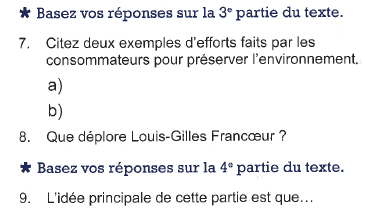 ★ Basez vos réponses sur la 3e partie du texte.
7. Citez deux exemples d'efforts faits par les
consommateurs pour préserver l'environnement.
a)
b)
8. Que déplore Louis-Gilles Francœur ?
★ Basez vos réponses sur la 4e partie du texte.
9. L'idée principale de cette partie est que…